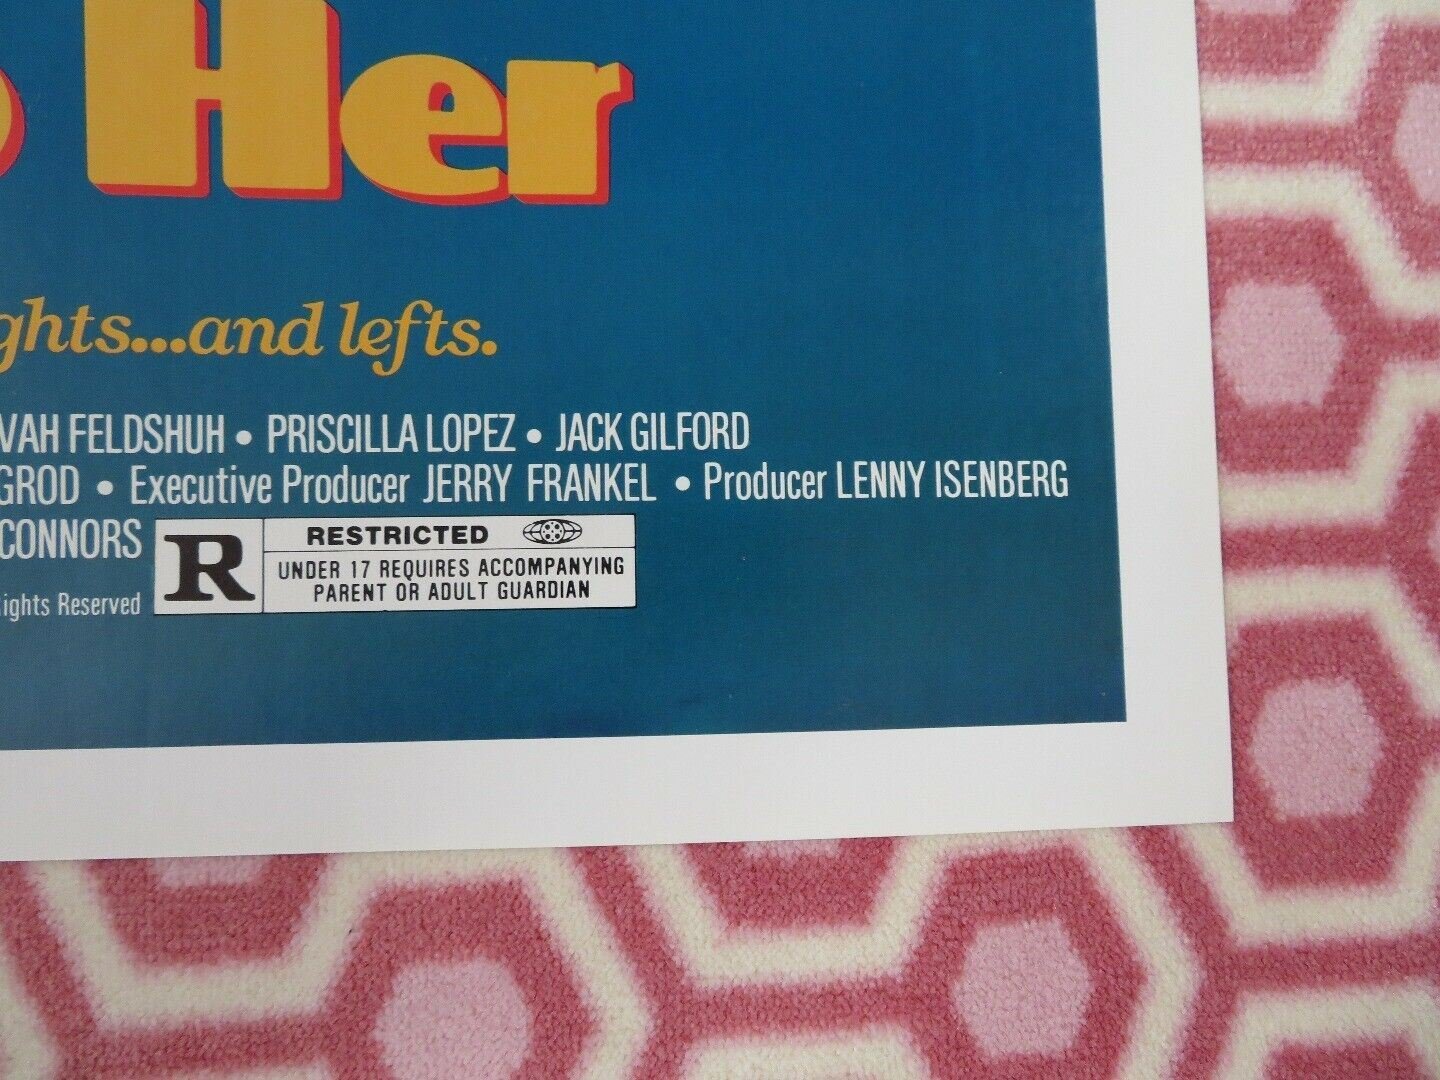 Her
ghts...and lefts.
VAH FELDSHUH • PRISCILLA LOPEZ • JACK GILFORD
GROD • Executive Producer JERRY FRANKEL • Producer LENNY ISENBERG
CONNORS
R RESTRICTED
UNDER 17 REQUIRES ACCOMPANYING
PARENT OR ADULT GUARDIAN
ights Reserved